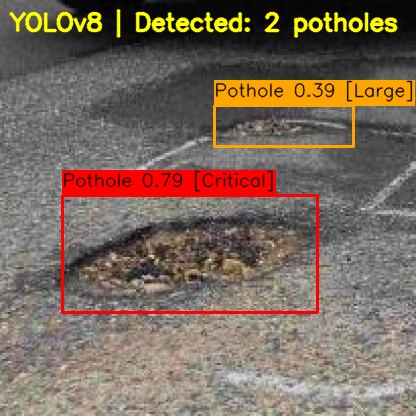 YOLOv8 | Detected: 2 potholes
Pothole 0.39 [Large]
Pothole 0.79 [Critical]